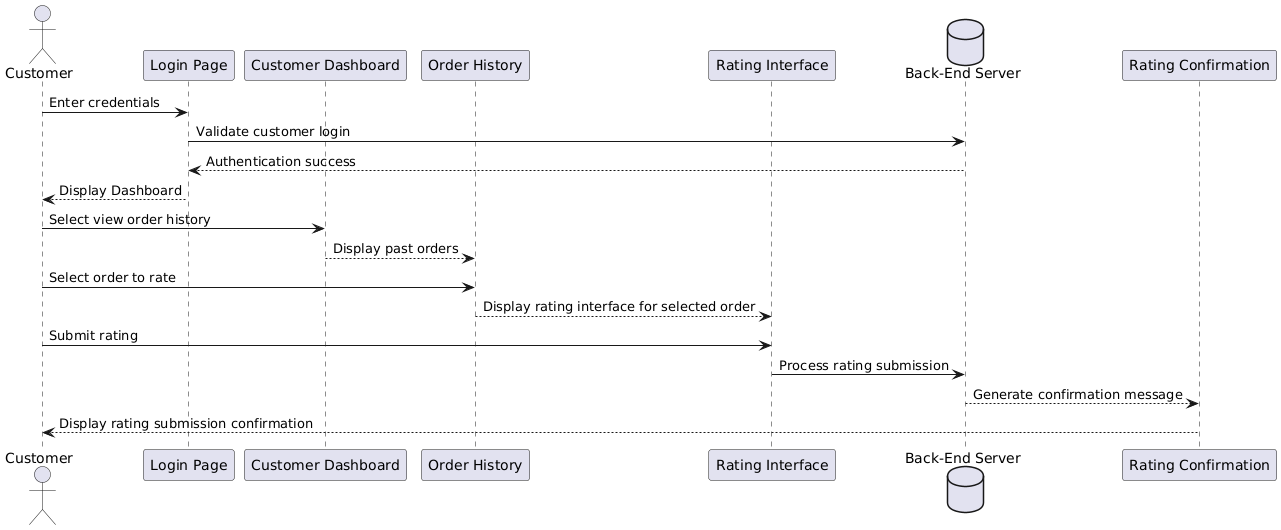 Customer
Login Page
Customer Dashboard
Order History
Rating Interface
Back-End Server
Rating Confirmation
Enter credentials
Validate customer login
Authentication success
Display Dashboard
Select view order history
Display past orders
Select order to rate
Display rating interface for selected order
Submit rating
Process rating submission
Generate confirmation message
Display rating submission confirmation
Customer
Login Page
Customer Dashboard
Order History
Rating Interface
Back-End Server
Rating Confirmation